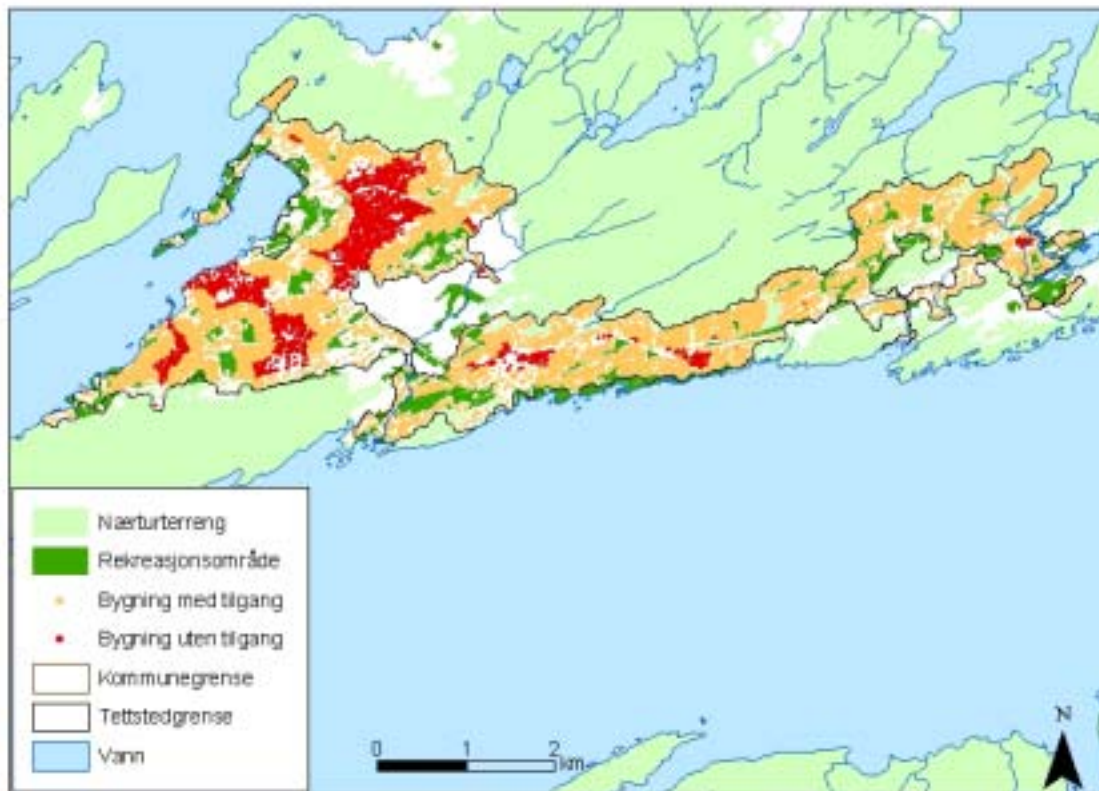 Nærturterreng
Rekreasjonsområde
Bygning med tilgang
Bygning uten tilgang
Kommunegrense
Tettstedgrense
Vann
0 1 2
km
N